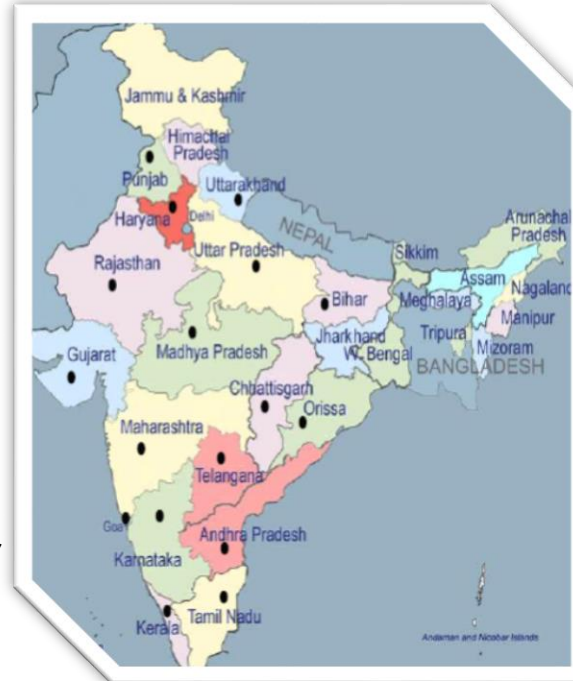 Jammu & Kashmir
Himachal
Pradesh
Punjab
Uttarakhand
Haryana
Delhi
NEPAL
Arunachal
Pradesh
Sikkim
Uttar Pradesh
Rajasthan
Assam
Nagaland
Bihar
Meghalaya
Manipur
Jharkhand
Tripura
Gujarat
Madhya Pradesh
W. Bengal
Mizoram
BANGLADESH
Chhattisgarh
Orissa
Maharashtra
Telangana
Goa
Andhra Pradesh
Karnataka
Tamil Nadu
Kerala
Andaman and Nicobar Islands